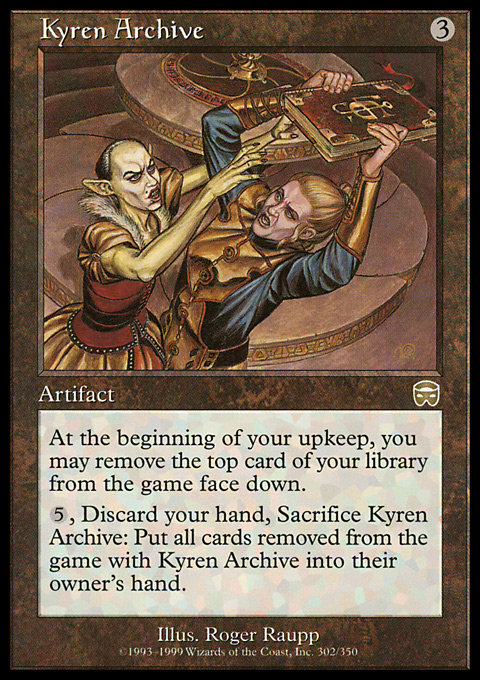 Kyren Archive 3
Artifact
At the beginning of your upkeep, you
may remove the top card of your library
from the game face down.
5, Discard your hand, Sacrifice Kyren
Archive: Put all cards removed from the
game with Kyren Archive into their
owner's hand.
Illus. Roger Raupp
©1993–1999 Wizards of the Coast, Inc. 302/350